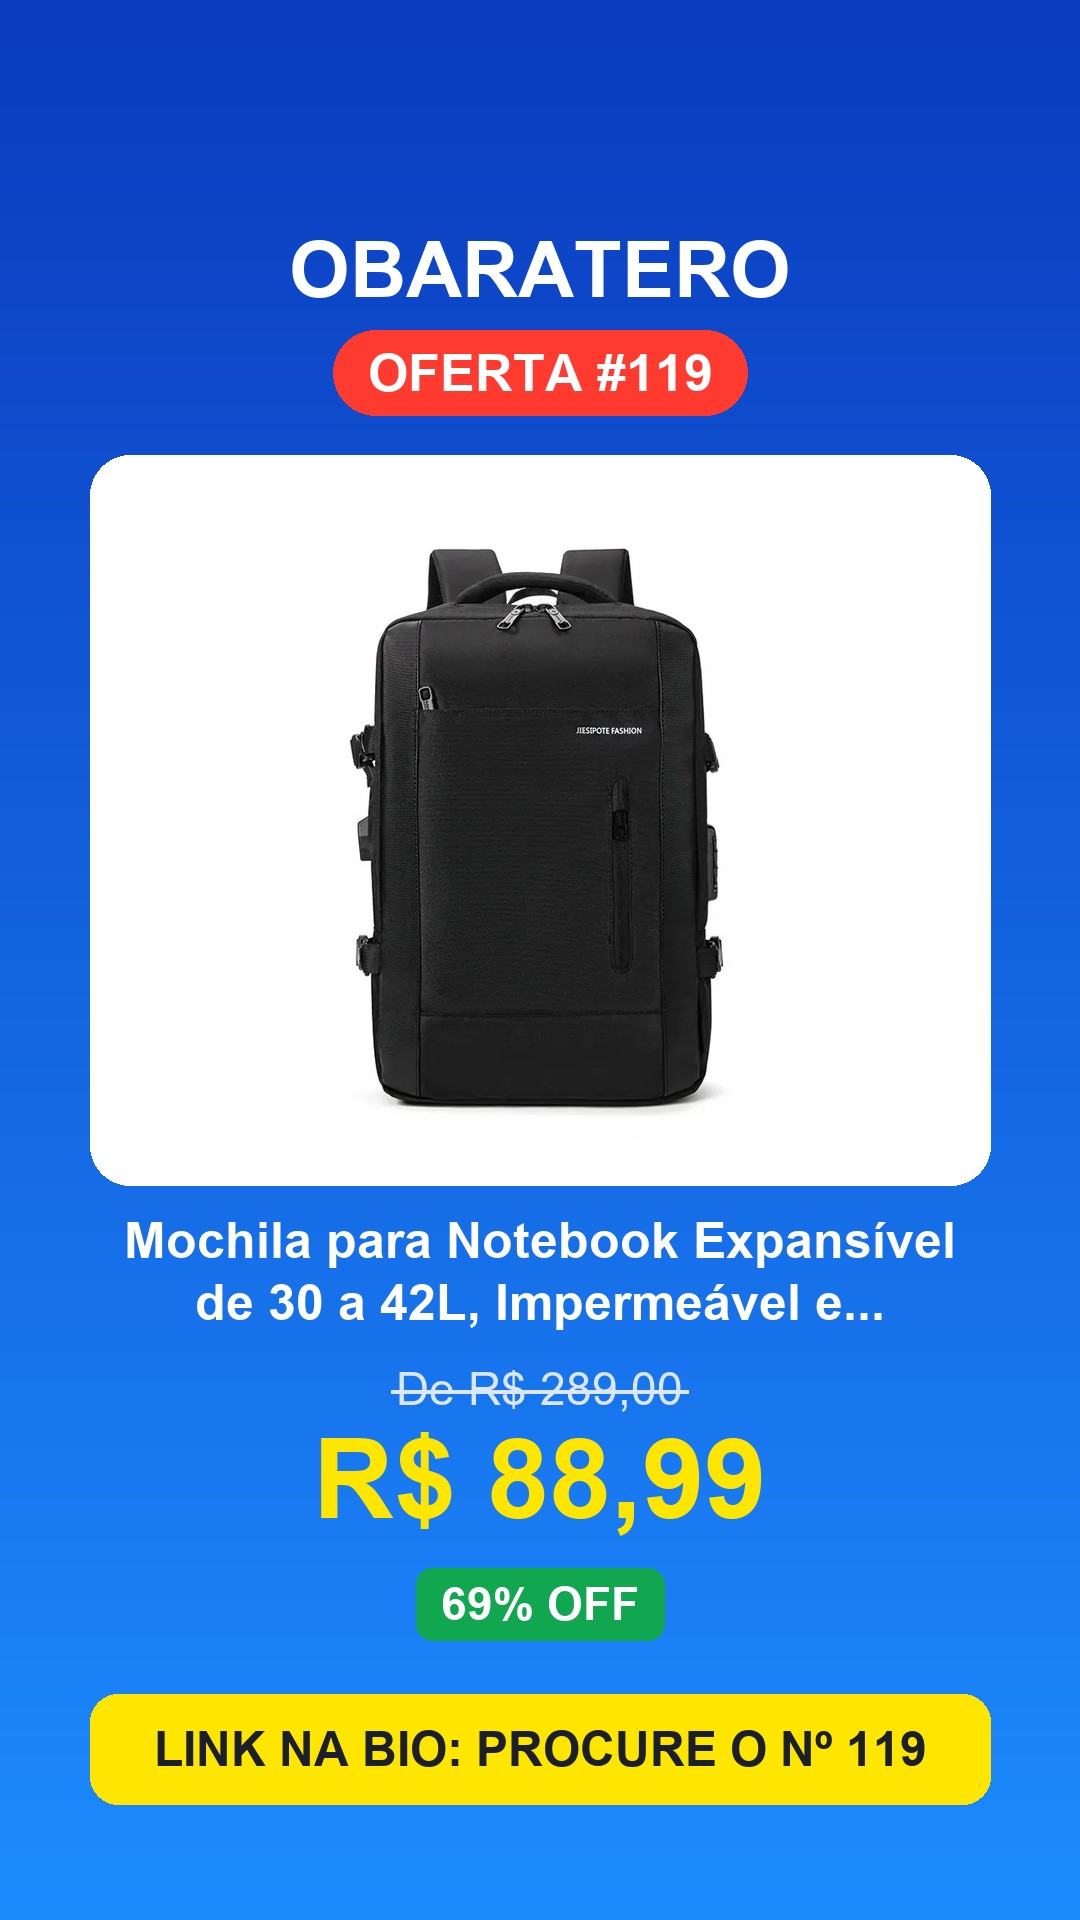 OBARATERO
OFERTA #119
JIESIPOTE FASHION
Mochila para Notebook Expansível
de 30 a 42L, Impermeável e...
De R$ 289,00
R$ 88,99
69% OFF
LINK NA BIO: PROCURE O Nº 119